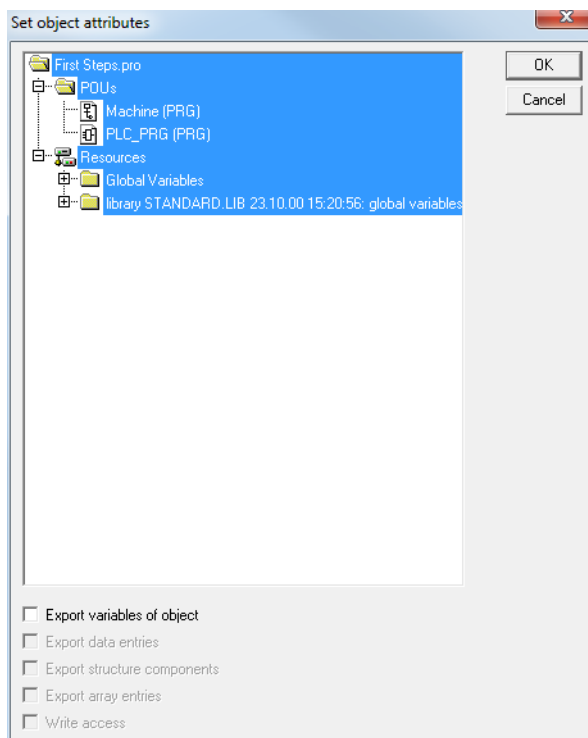 Set object attributes
First Steps.pro
OK
POUs
Cancel
Machine (PRG)
PLC_PRG (PRG)
Resources
Global Variables
library STANDARD.LIB 23.10.00 15:20:56: global variables
Export variables of object
Export data entries
Export structure components
Export array entries
Write access